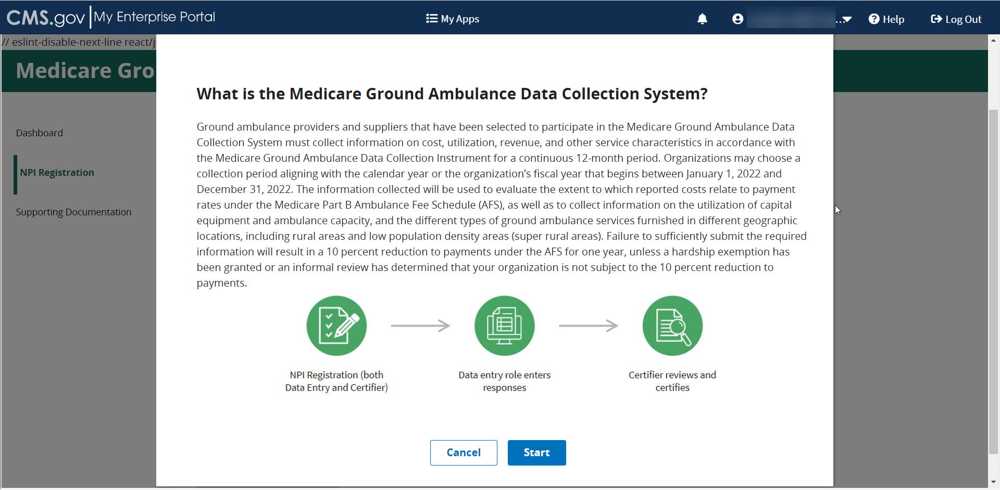 CMS.gov My Enterprise Portal
My Apps
...
Help
Log Out
// eslint-disable-next-line react/j
Medicare Gro
Dashboard
NPI Registration
Supporting Documentation
What is the Medicare Ground Ambulance Data Collection System?
Ground ambulance providers and suppliers that have been selected to participate in the Medicare Ground Ambulance Data
Collection System must collect information on cost, utilization, revenue, and other service characteristics in accordance with
the Medicare Ground Ambulance Data Collection Instrument for a continuous 12-month period. Organizations may choose a
collection period aligning with the calendar year or the organization’s fiscal year that begins between January 1, 2022 and
December 31, 2022. The information collected will be used to evaluate the extent to which reported costs relate to payment
rates under the Medicare Part B Ambulance Fee Schedule (AFS), as well as to collect information on the utilization of capital
equipment and ambulance capacity, and the different types of ground ambulance services furnished in different geographic
locations, including rural areas and low population density areas (super rural areas). Failure to sufficiently submit the required
information will result in a 10 percent reduction to payments under the AFS for one year, unless a hardship exemption has
been granted or an informal review has determined that your organization is not subject to the 10 percent reduction to
payments.
NPI Registration (both
Data Entry and Certifier)
Data entry role enters
responses
Certifier reviews and
certifies
Cancel
Start